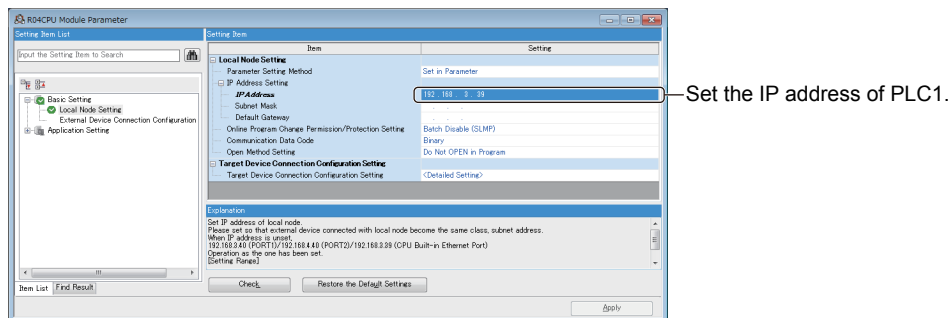 R04CPU Module Parameter
Setting Item List
Setting Item
Input the Setting Item to Search
Item
Setting
Local Node Setting
Parameter Setting Method
Set in Parameter
IP Address Setting
IP Address
192 . 168 . 3 . 39
Set the IP address of PLC1.
Subnet Mask
. . .
Default Gateway
. . .
Online Program Change Permission/Protection Setting
Batch Disable (SLMP)
Communication Data Code
Binary
Open Method Setting
Do Not OPEN in Program
Target Device Connection Configuration Setting
Target Device Connection Configuration Setting
<Detailed Setting>
Basic Setting
Local Node Setting
External Device Connection Configuration
Application Setting
Explanation
Set IP address of local node.
Please set so that external device connected with local node become the same class, subnet address.
When IP address is unset,
192.168.3.40 (PORT1)/192.168.4.40 (PORT2)/192.168.3.39 (CPU Built-in Ethernet Port)
Operation as the one has been set.
[Setting Range]
Item List
Find Result
Check
Restore the Default Settings
Apply